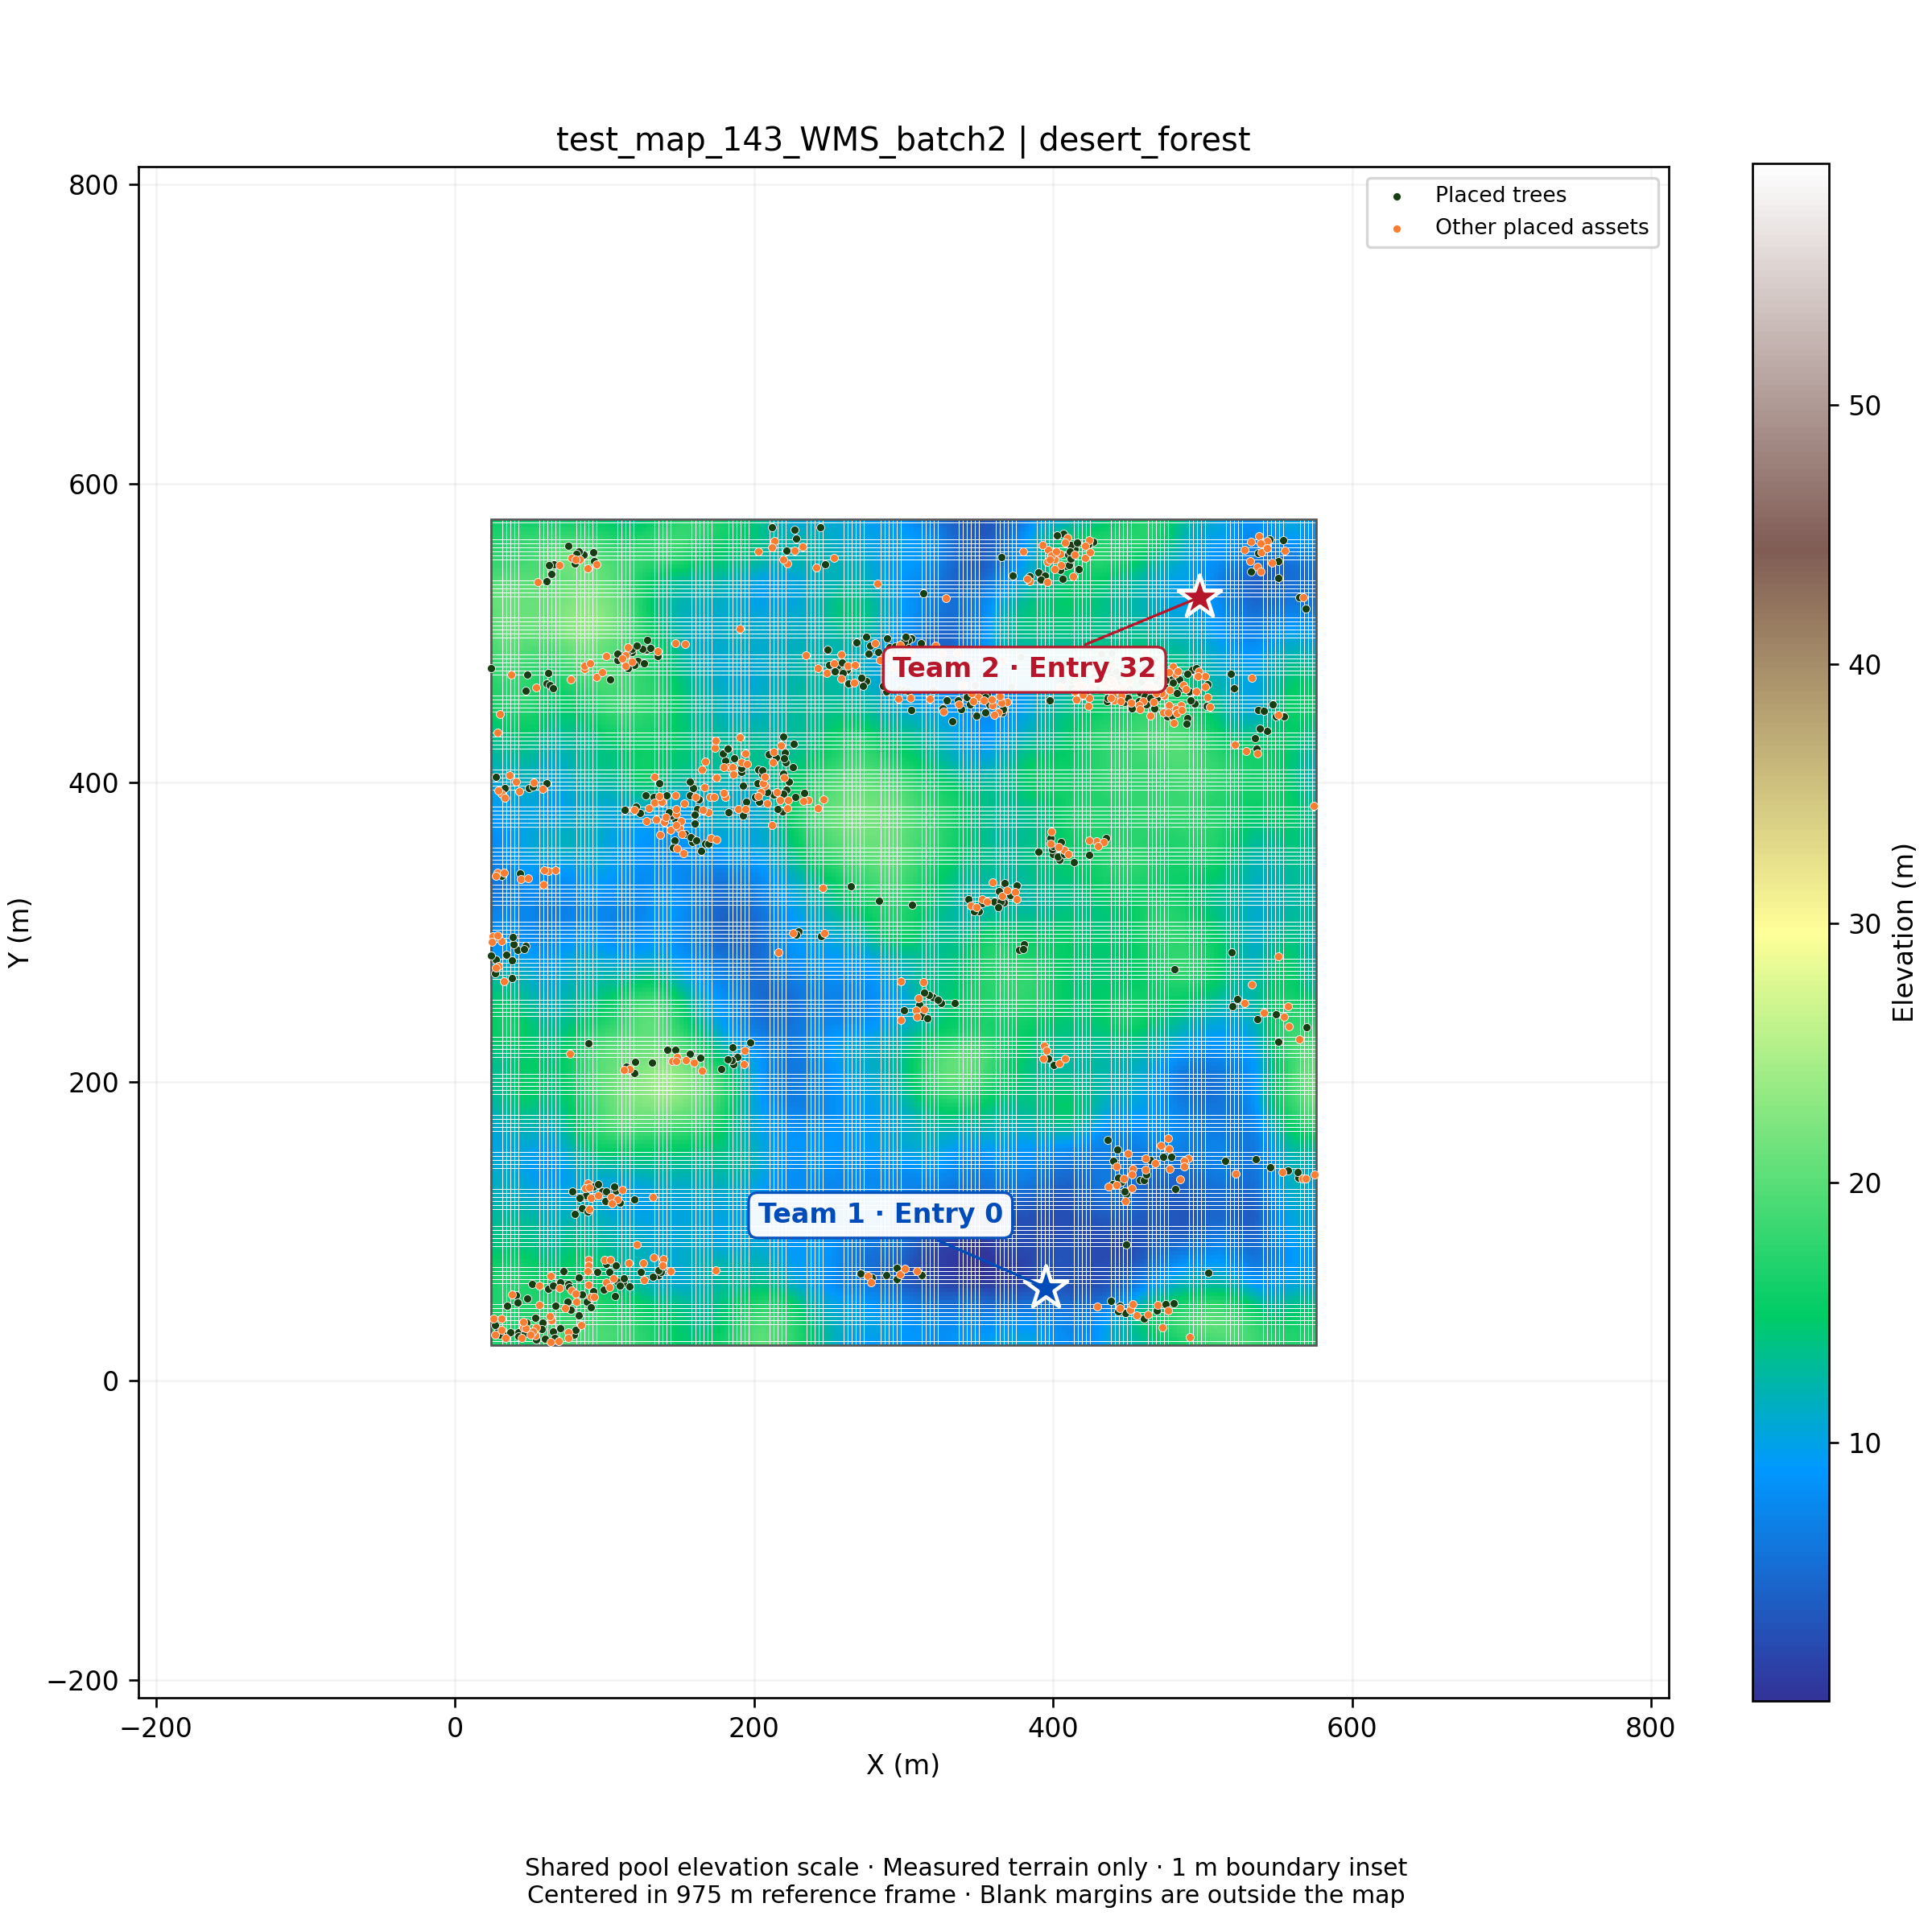 test_map_143_WMS_batch2 | desert_forest
Placed trees
Other placed assets
800
600
400
200
0
−200
−200
0
200
400
600
800
Y (m)
X (m)
Team 2 · Entry 32
Team 1 · Entry 0
50
40
30
20
10
Elevation (m)
Shared pool elevation scale · Measured terrain only · 1 m boundary inset
Centered in 975 m reference frame · Blank margins are outside the map